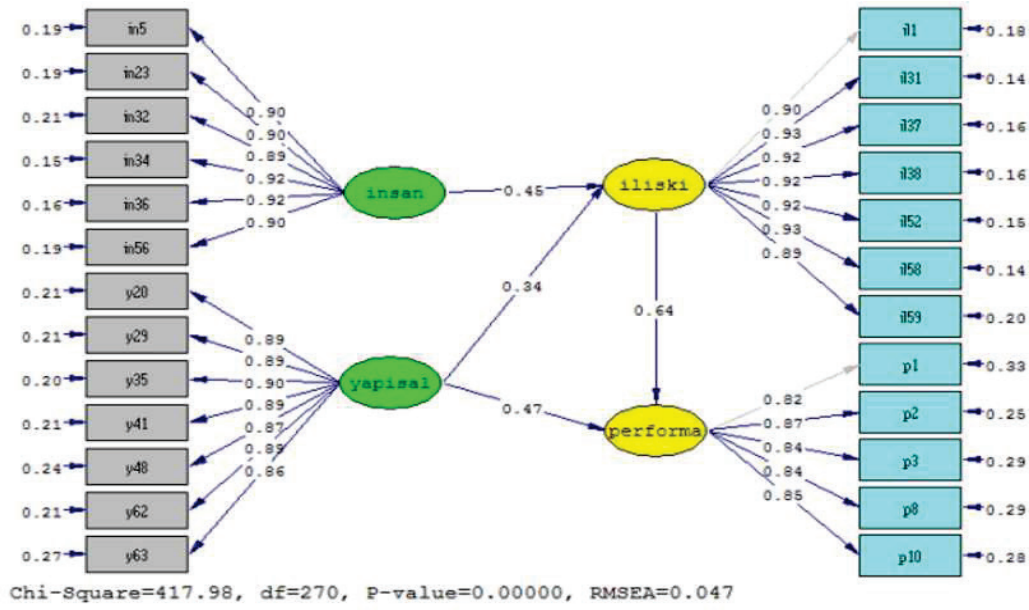 0.19 in5
0.19 in23
0.21 in32
0.15 in34
0.16 in36
0.19 in56
0.21 y20
0.21 y29
0.20 y35
0.21 y41
0.24 y48
0.21 y62
0.27 y63
0.90
0.90
0.89
0.92
0.92
0.90
0.89
0.89
0.90
0.89
0.87
0.89
0.86
insan
yapisal
0.45
0.34
0.47
iliski
0.64
performa
0.90
0.93
0.92
0.92
0.92
0.93
0.89
0.82
0.87
0.84
0.84
0.85
il1 0.18
il31 0.14
il37 0.16
il38 0.16
il52 0.15
il58 0.14
il59 0.20
p1 0.33
p2 0.25
p3 0.29
p8 0.29
p10 0.28
Chi-Square=417.98, df=270, P-value=0.00000, RMSEA=0.047